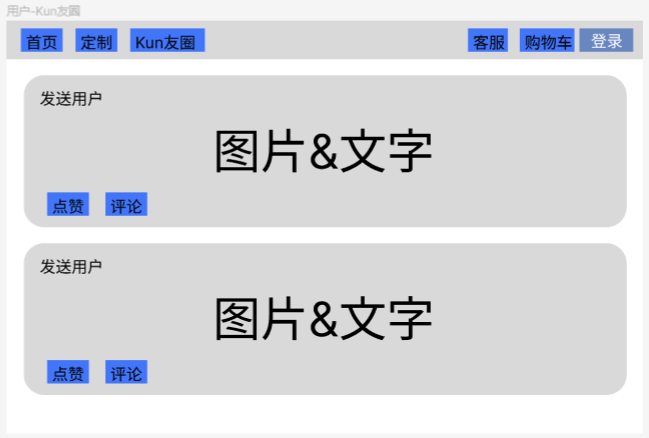 用户-Kun友圈
首页 定制 Kun友圈 客服 购物车 登录
发送用户
图片&文字
点赞 评论
发送用户
图片&文字
点赞 评论